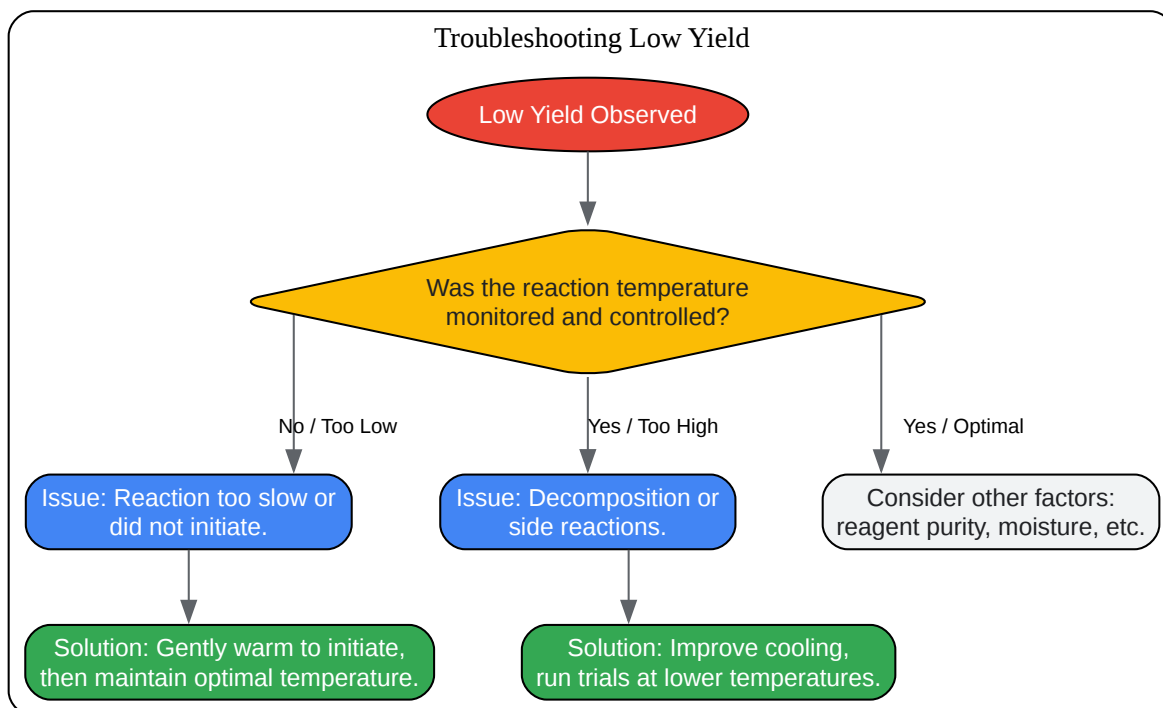 Troubleshooting Low Yield
Low Yield Observed
Was the reaction temperature
monitored and controlled?
No / Too Low
Yes / Too High
Yes / Optimal
Issue: Reaction too slow or
did not initiate.
Issue: Decomposition or
side reactions.
Consider other factors:
reagent purity, moisture, etc.
Solution: Gently warm to initiate,
then maintain optimal temperature.
Solution: Improve cooling,
run trials at lower temperatures.